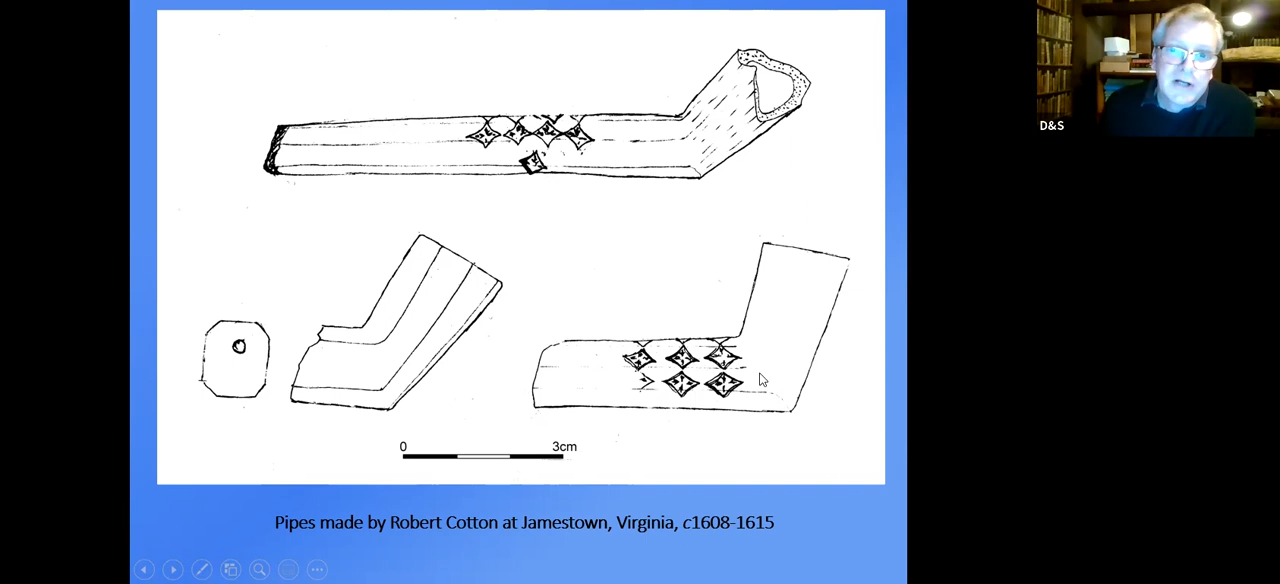 D&S
0 3cm
Pipes made by Robert Cotton at Jamestown, Virginia, c1608-1615